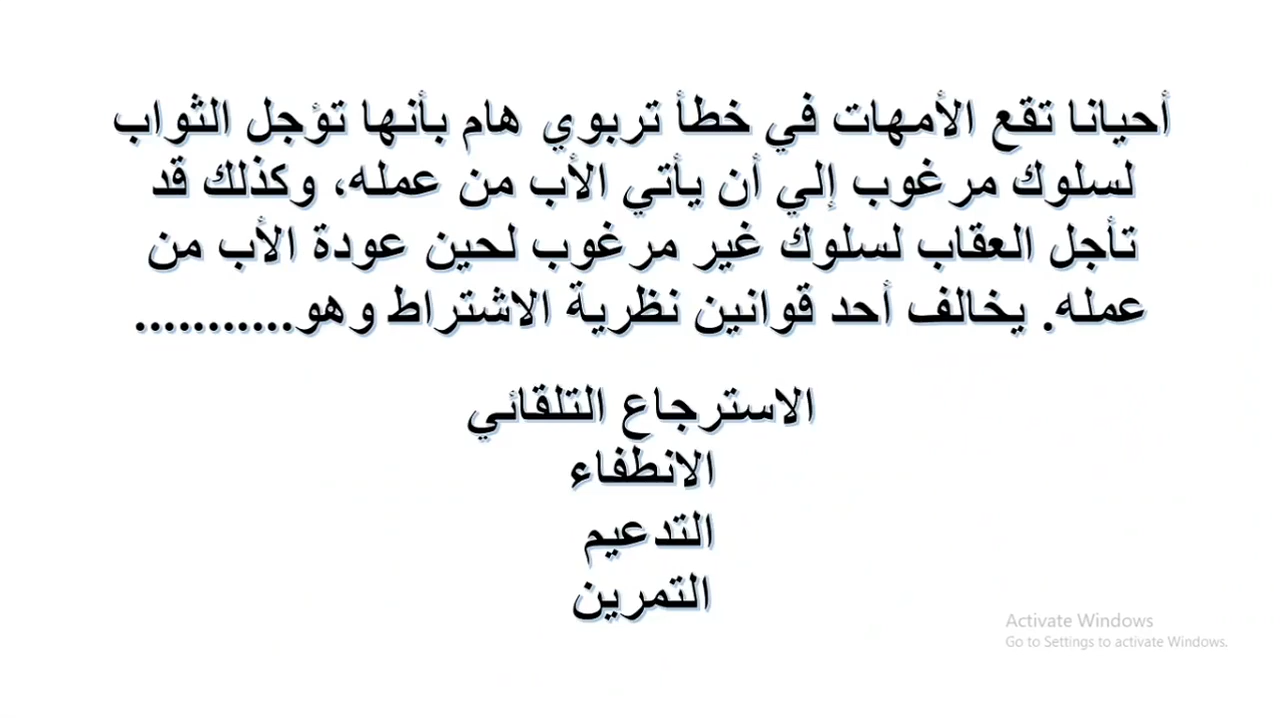 أحيانا تقع الأمهات في خطأ تربوي هام بأنها تؤجل الثواب
لسلوك مرغوب إلي أن يأتي الأب من عمله، وكذلك قد
تأجل العقاب لسلوك غير مرغوب لحين عودة الأب من
عمله. يخالف أحد قوانين نظرية الاشتراط وهو...........
الاسترجاع التلقائي
الانطفاء
التدعيم
التمرين
Activate Windows
Go to Settings to activate Windows.